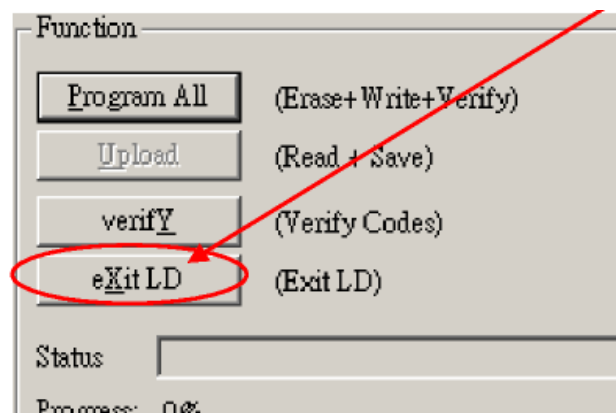 Function
Program All (Erase+Write+Verify)
Upload (Read + Save)
verifY (Verify Codes)
eXit LD (Exit LD)
Status
Progress: 0%